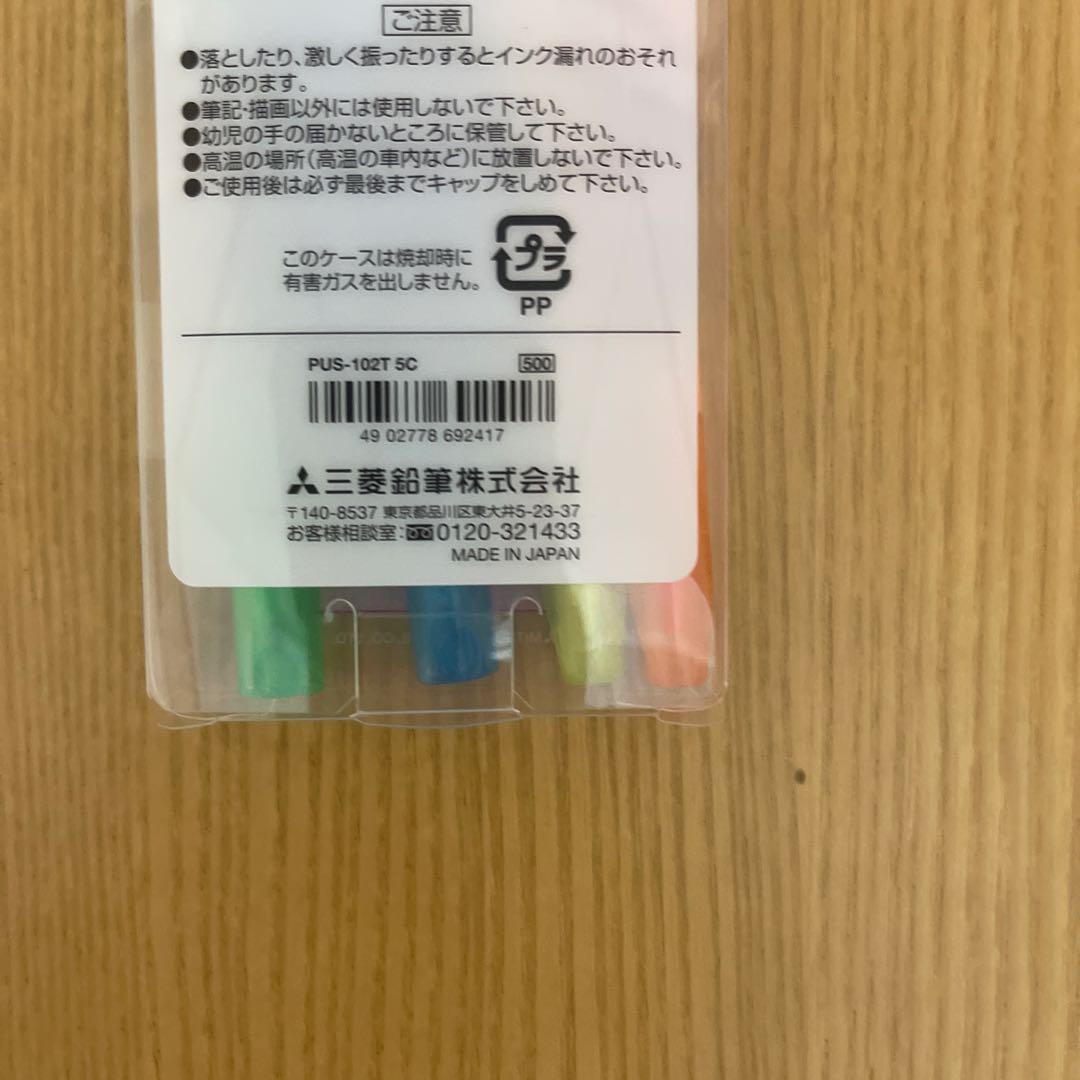 ご注意
●落としたり、激しく振ったりするとインク漏れのおそれ
があります。
●筆記・描画以外には使用しないで下さい。
●幼児の手の届かないところに保管して下さい。
●高温の場所(高温の車内など)に放置しないで下さい。
●ご使用後は必ず最後までキャップをしめて下さい。
このケースは焼却時に
有害ガスを出しません。
プラ
PP
PUS-102T 5C 500
49 02778 692417
三菱鉛筆株式会社
〒140-8537 東京都品川区東大井5-23-37
お客様相談室:0120-321433
MADE IN JAPAN